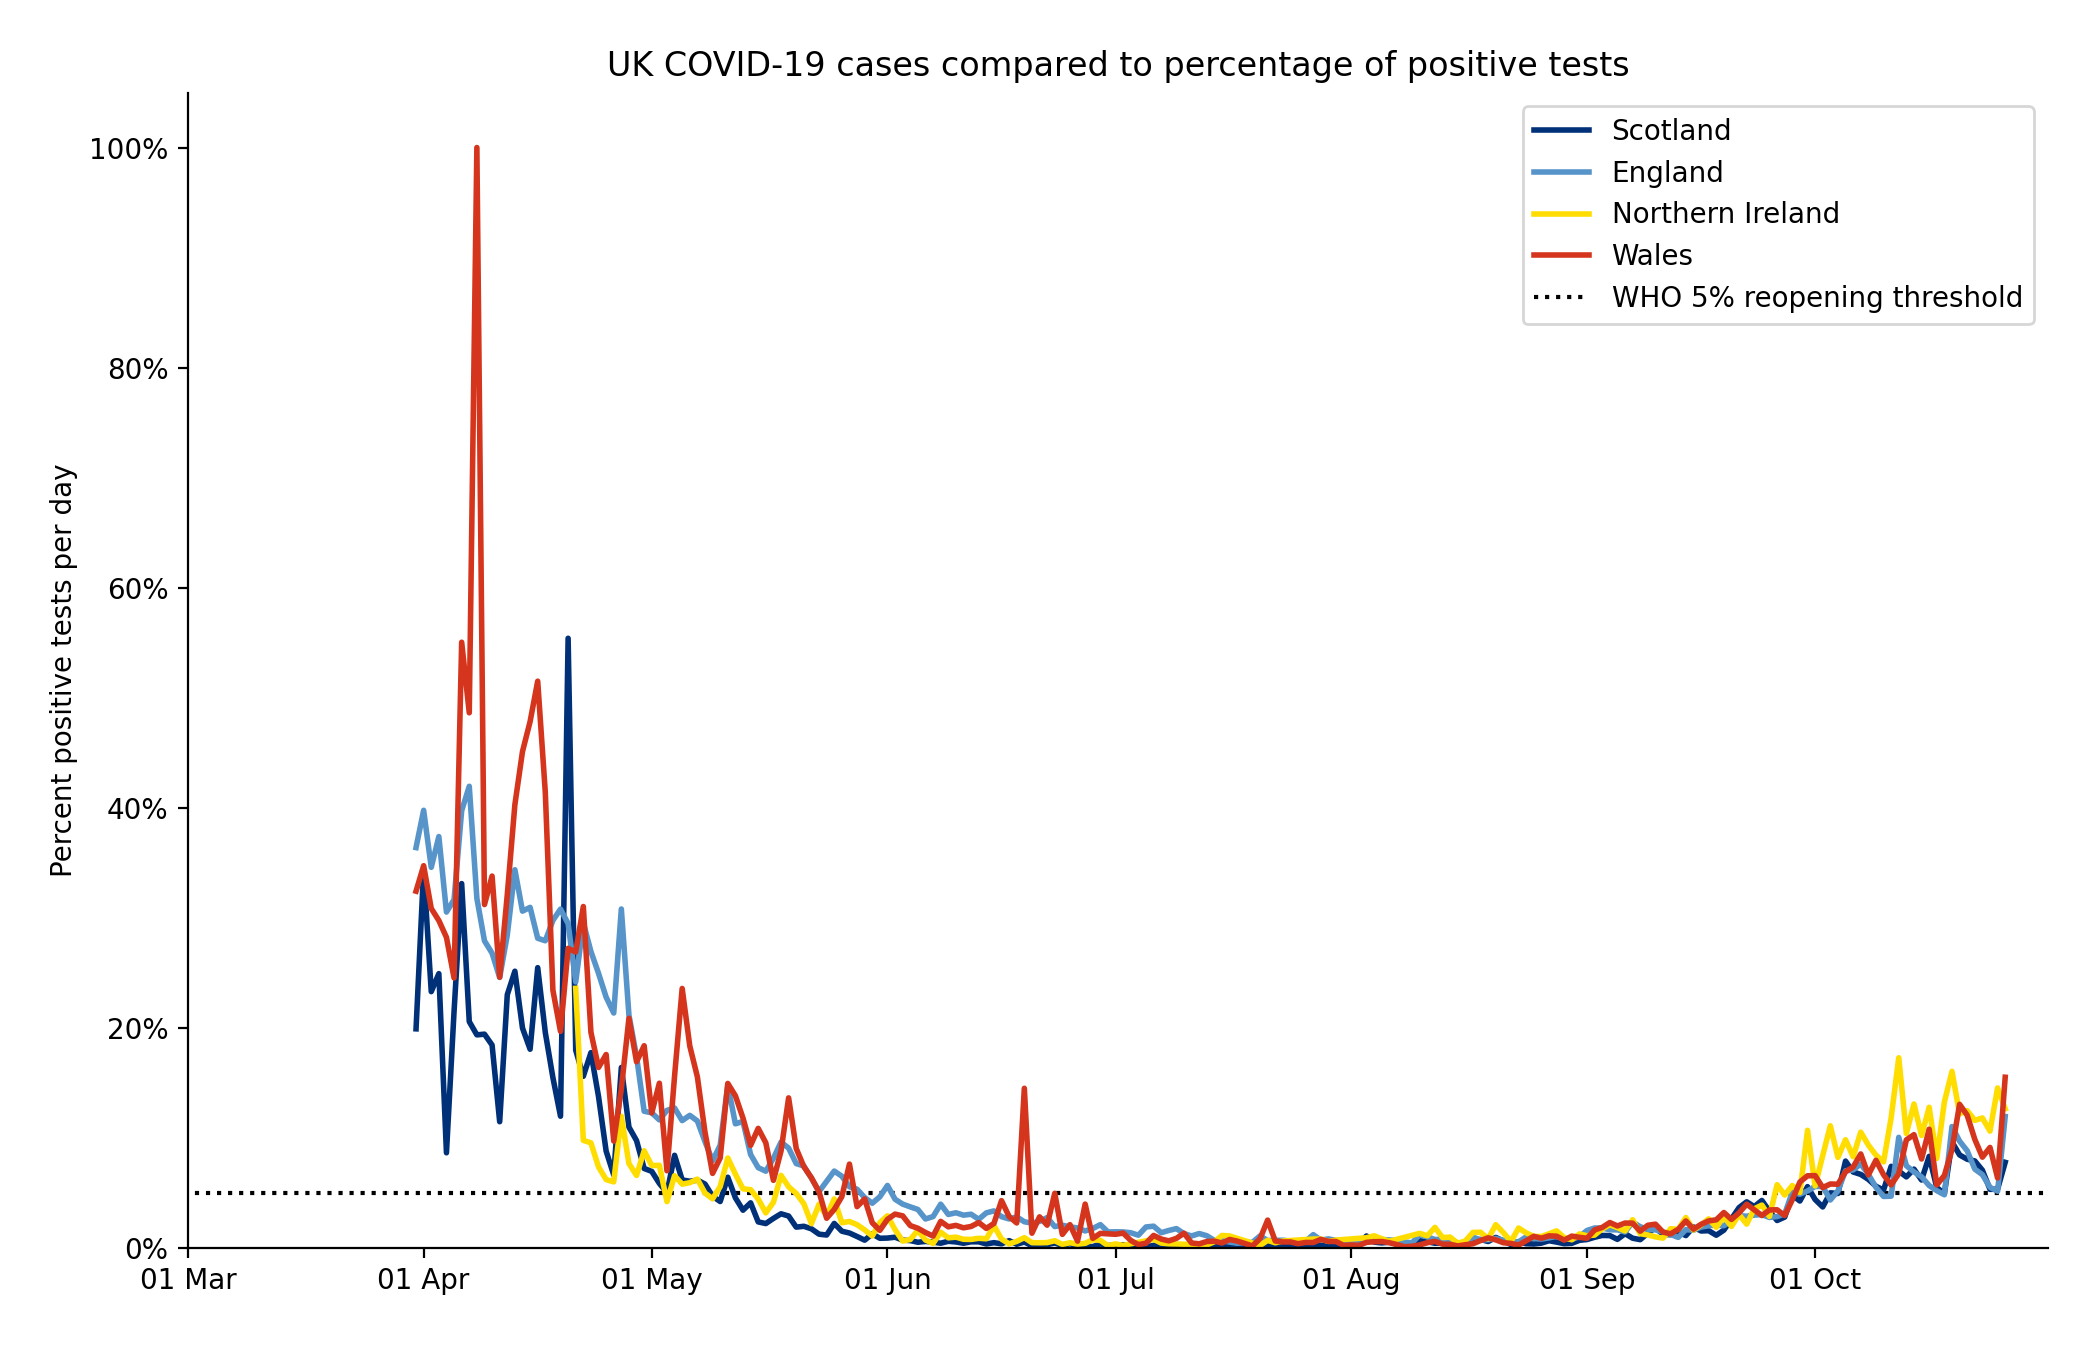 UK COVID-19 cases compared to percentage of positive tests
Scotland
England
Northern Ireland
Wales
WHO 5% reopening threshold
Percent positive tests per day
100%
80%
60%
40%
20%
0%
01 Mar
01 Apr
01 May
01 Jun
01 Jul
01 Aug
01 Sep
01 Oct